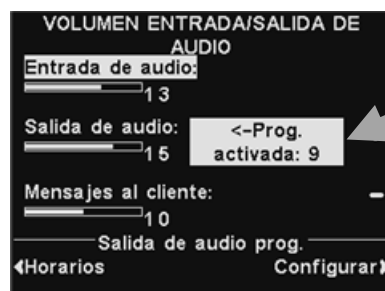 VOLUMEN ENTRADA/SALIDA DE
AUDIO
Entrada de audio:
13
Salida de audio:
15
<-Prog.
activada: 9
Mensajes al cliente:
10
Salida de audio prog.
Horarios
Configurar